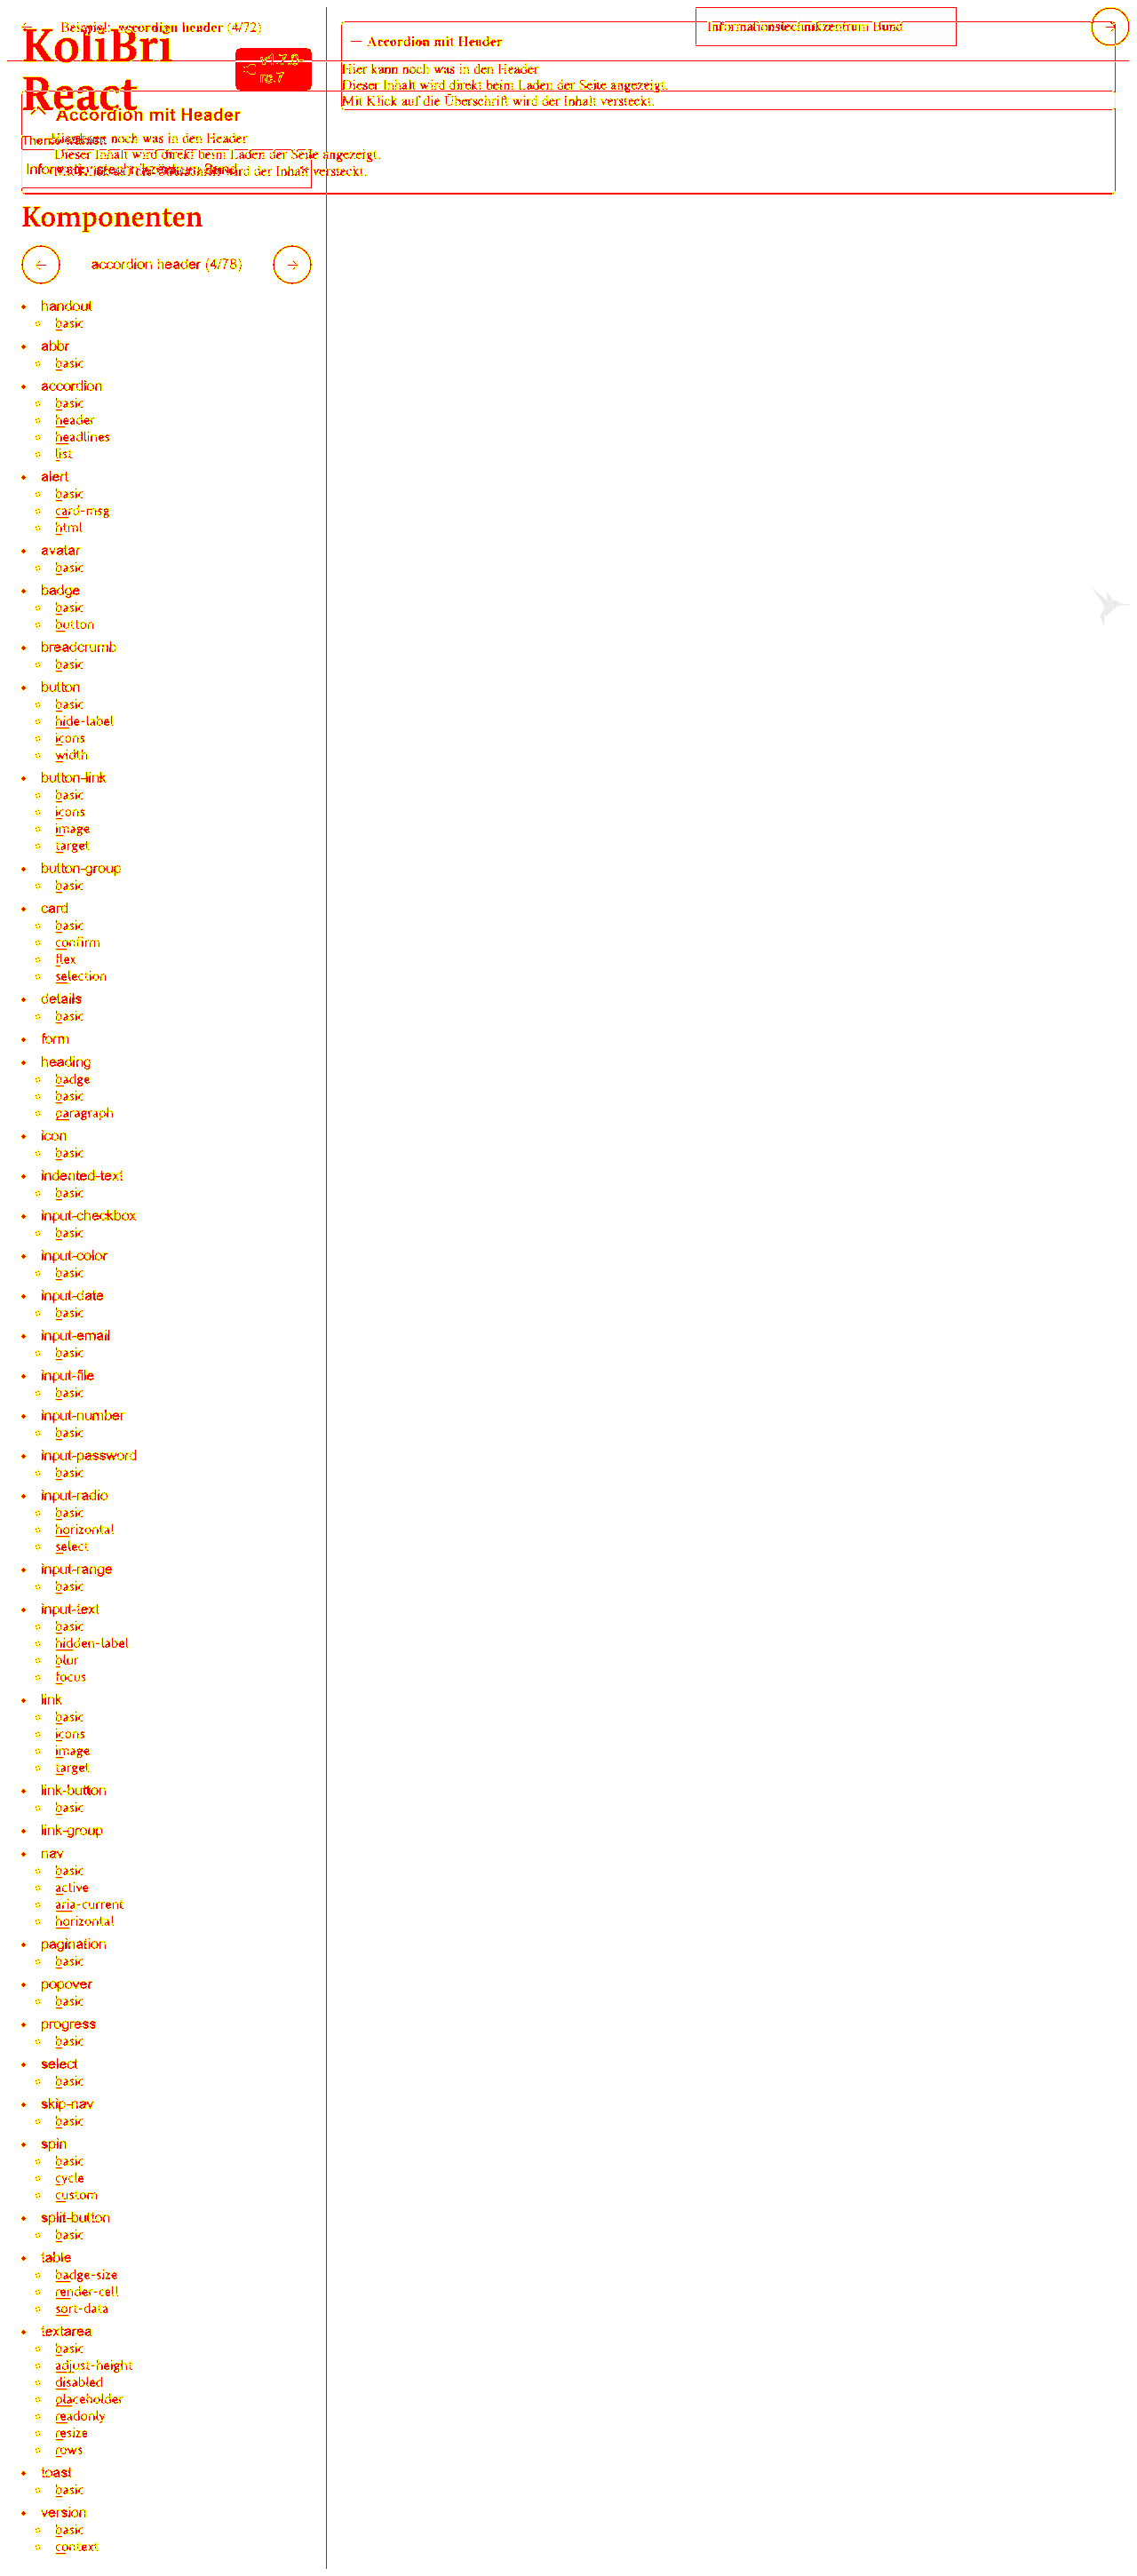 ← Beispiel: accordion header (4/72)
Informationstechnikzentrum Bund
→
KoliBri
React
v1.7.0-
rc.7
Accordion mit Header
Hier kann noch was in den Header
Dieser Inhalt wird direkt beim Laden der Seite angezeigt.
Mit Klick auf die Überschrift wird der Inhalt versteckt.
Accordion mit Header
Hier kann noch was in den Header
Dieser Inhalt wird direkt beim Laden der Seite angezeigt.
wird der Inhalt versteckt.
Informationstechnikzentrum Bund
Komponenten
← accordion header (4/78) →
handout
basic
abbr
basic
accordion
basic
header
headlines
list
alert
basic
card-msg
html
avatar
basic
badge
basic
button
breadcrumb
basic
button
basic
hide-label
icons
width
button-link
basic
icons
image
target
button-group
basic
card
basic
confirm
flex
selection
details
basic
form
heading
badge
basic
paragraph
icon
basic
indented-text
basic
input-checkbox
basic
input-color
basic
input-date
basic
input-email
basic
input-file
basic
input-number
basic
input-password
basic
input-radio
basic
horizontal
select
input-range
basic
input-text
basic
hidden-label
blur
focus
link
basic
icons
image
target
link-button
basic
link-group
nav
basic
active
aria-current
horizontal
pagination
basic
popover
basic
progress
basic
select
basic
skip-nav
basic
spin
basic
cycle
custom
split-button
basic
table
badge-size
render-cell
sort-data
textarea
basic
adjust-height
disabled
placeholder
readonly
resize
rows
toast
basic
version
basic
context